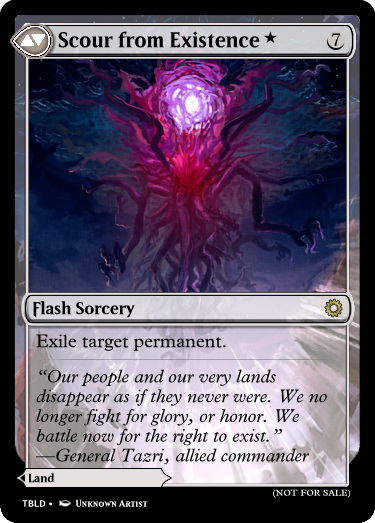 Scour from Existence ★
7
Flash Sorcery
Exile target permanent.
“Our people and our very lands
disappear as if they never were. We no
longer fight for glory, or honor. We
battle now for the right to exist.”
—General Tazri, allied commander
Land
(NOT FOR SALE)
TBLD • Unknown Artist